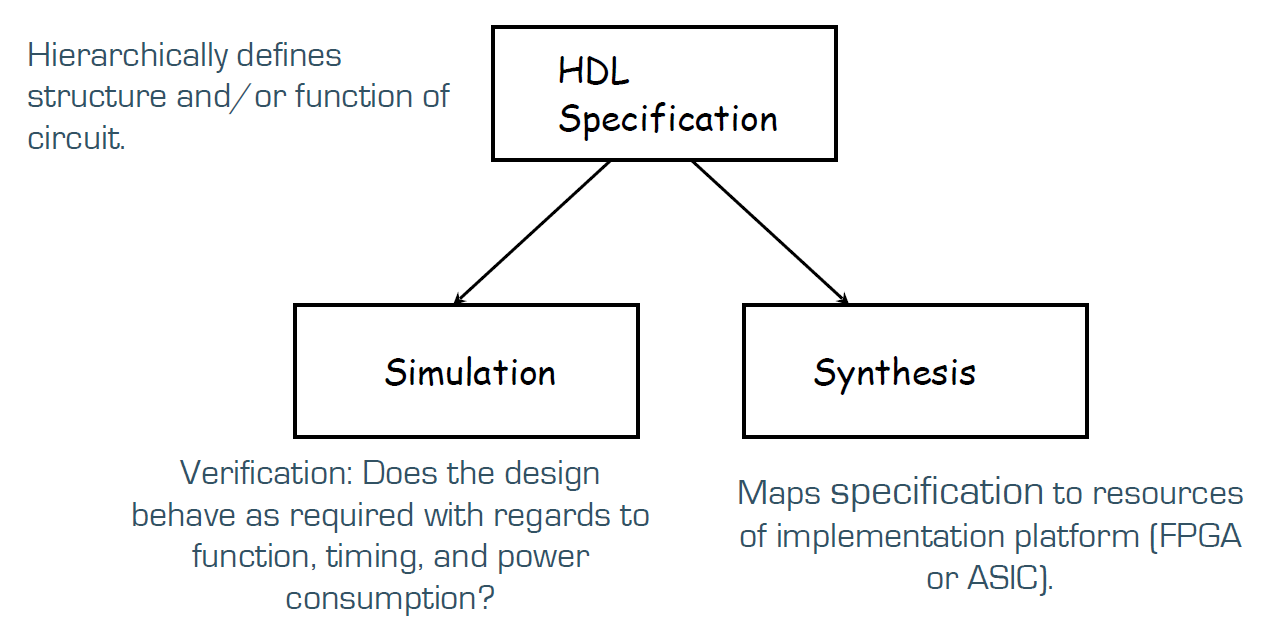 Hierarchically defines
structure and/or function of
circuit.
HDL
Specification
Simulation
Synthesis
Verification: Does the design
behave as required with regards to
function, timing, and power
consumption?
Maps specification to resources
of implementation platform (FPGA
or ASIC).